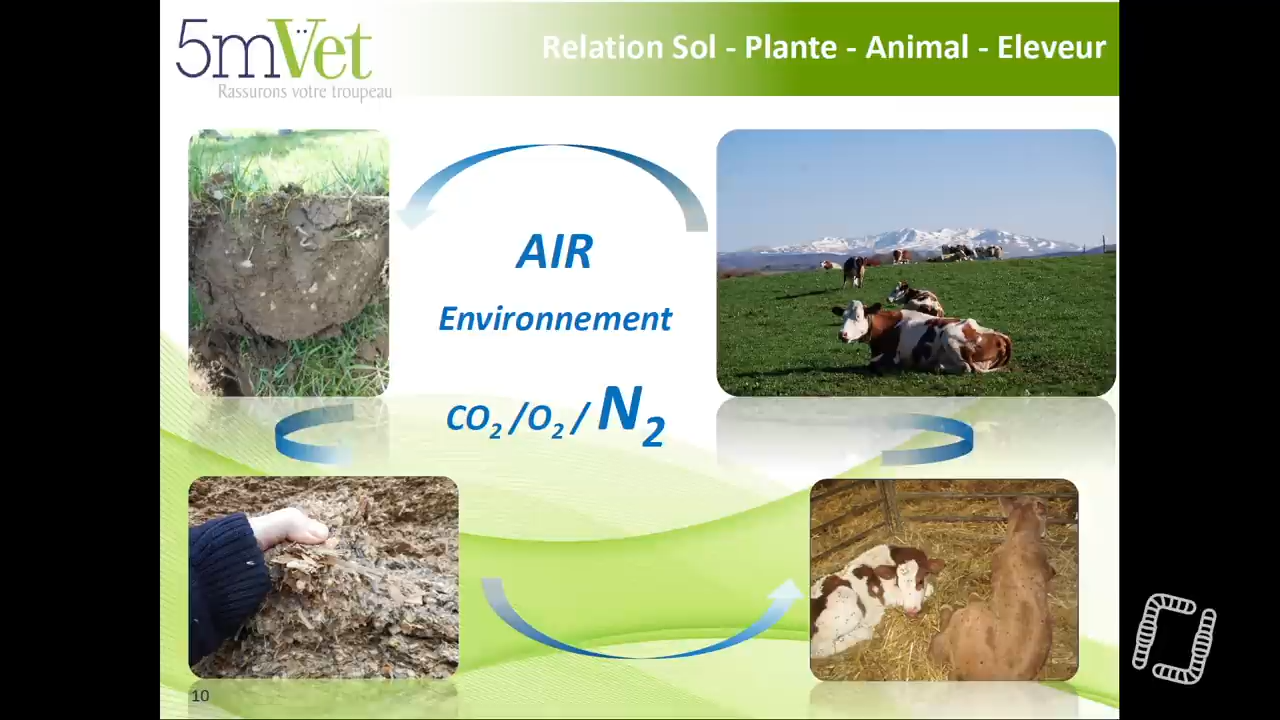 5mVet
Rassurons votre troupeau
Relation Sol - Plante - Animal - Eleveur
AIR
Environnement
CO₂ /O₂ / N₂
10